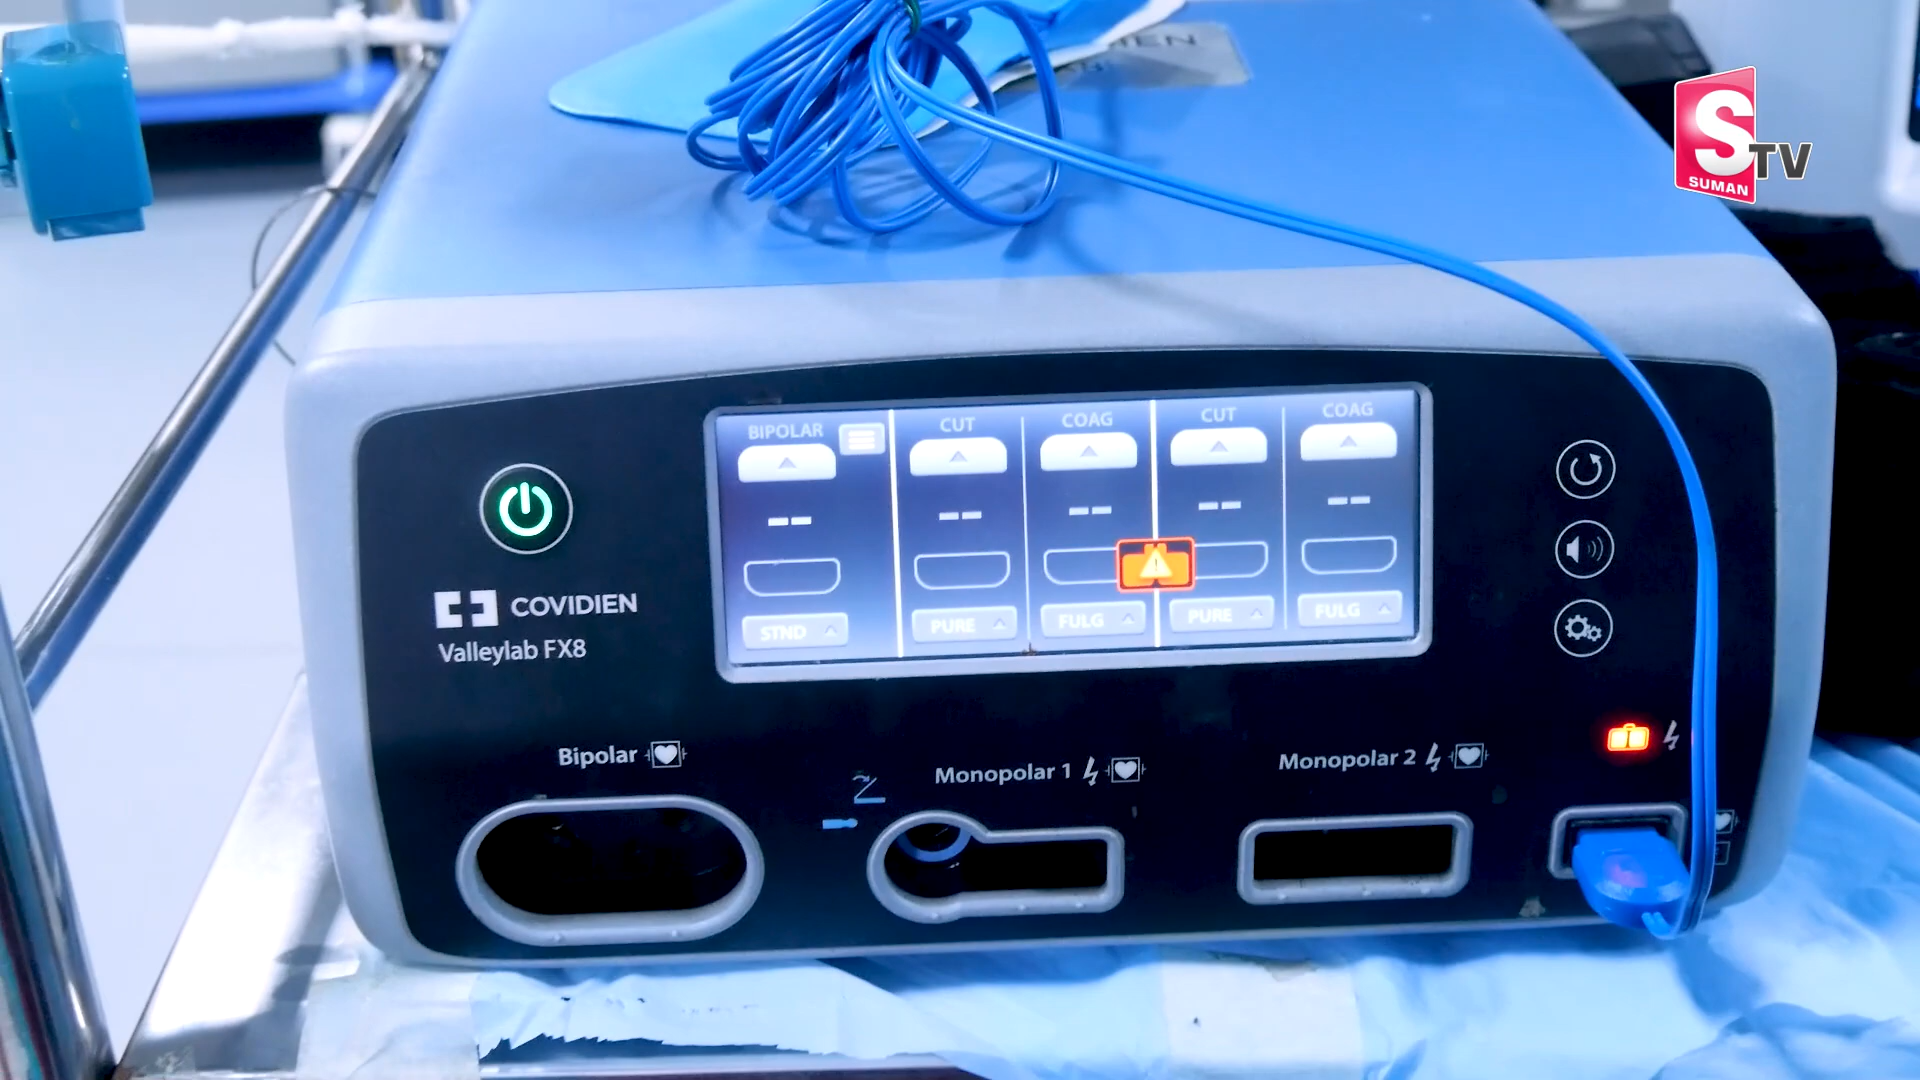 S
TV
SUMAN
BIPOLAR
CUT
COAG
CUT
COAG
-- -- -- -- --
STND
PURE
FULG
PURE
FULG
COVIDIEN
Valleylab FX8
Bipolar
Monopolar 1
Monopolar 2